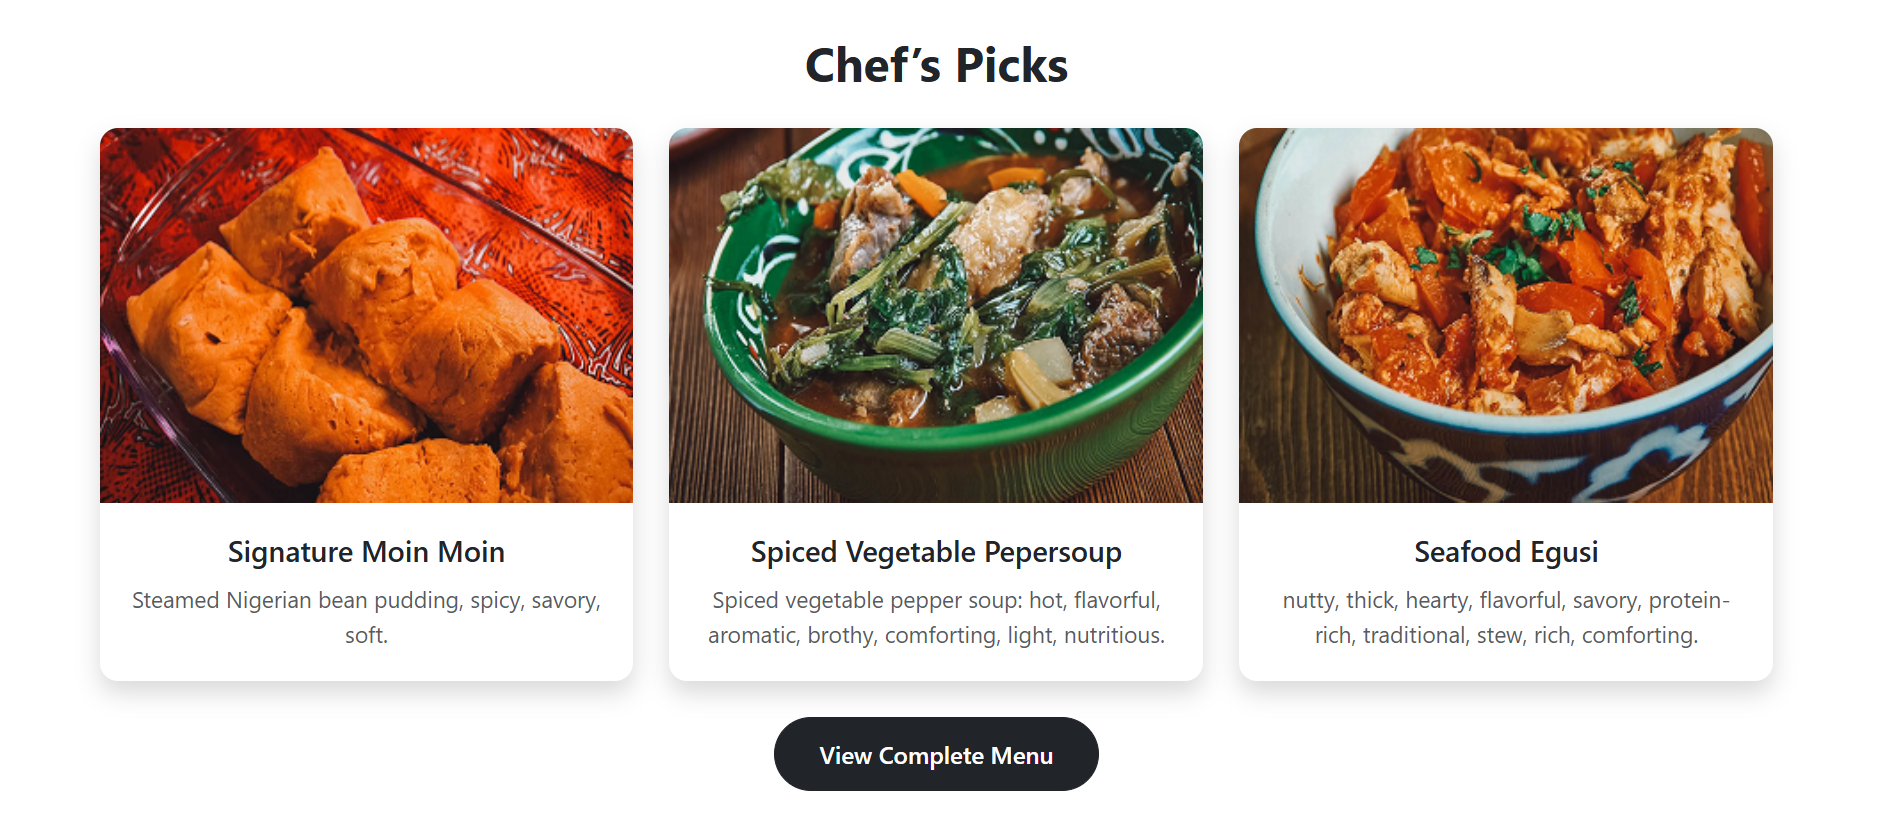 Chef’s Picks
Signature Moin Moin
Steamed Nigerian bean pudding, spicy, savory,
soft.
Spiced Vegetable Pepersoup
Spiced vegetable pepper soup: hot, flavorful,
aromatic, brothy, comforting, light, nutritious.
Seafood Egusi
nutty, thick, hearty, flavorful, savory, protein-
rich, traditional, stew, rich, comforting.
View Complete Menu